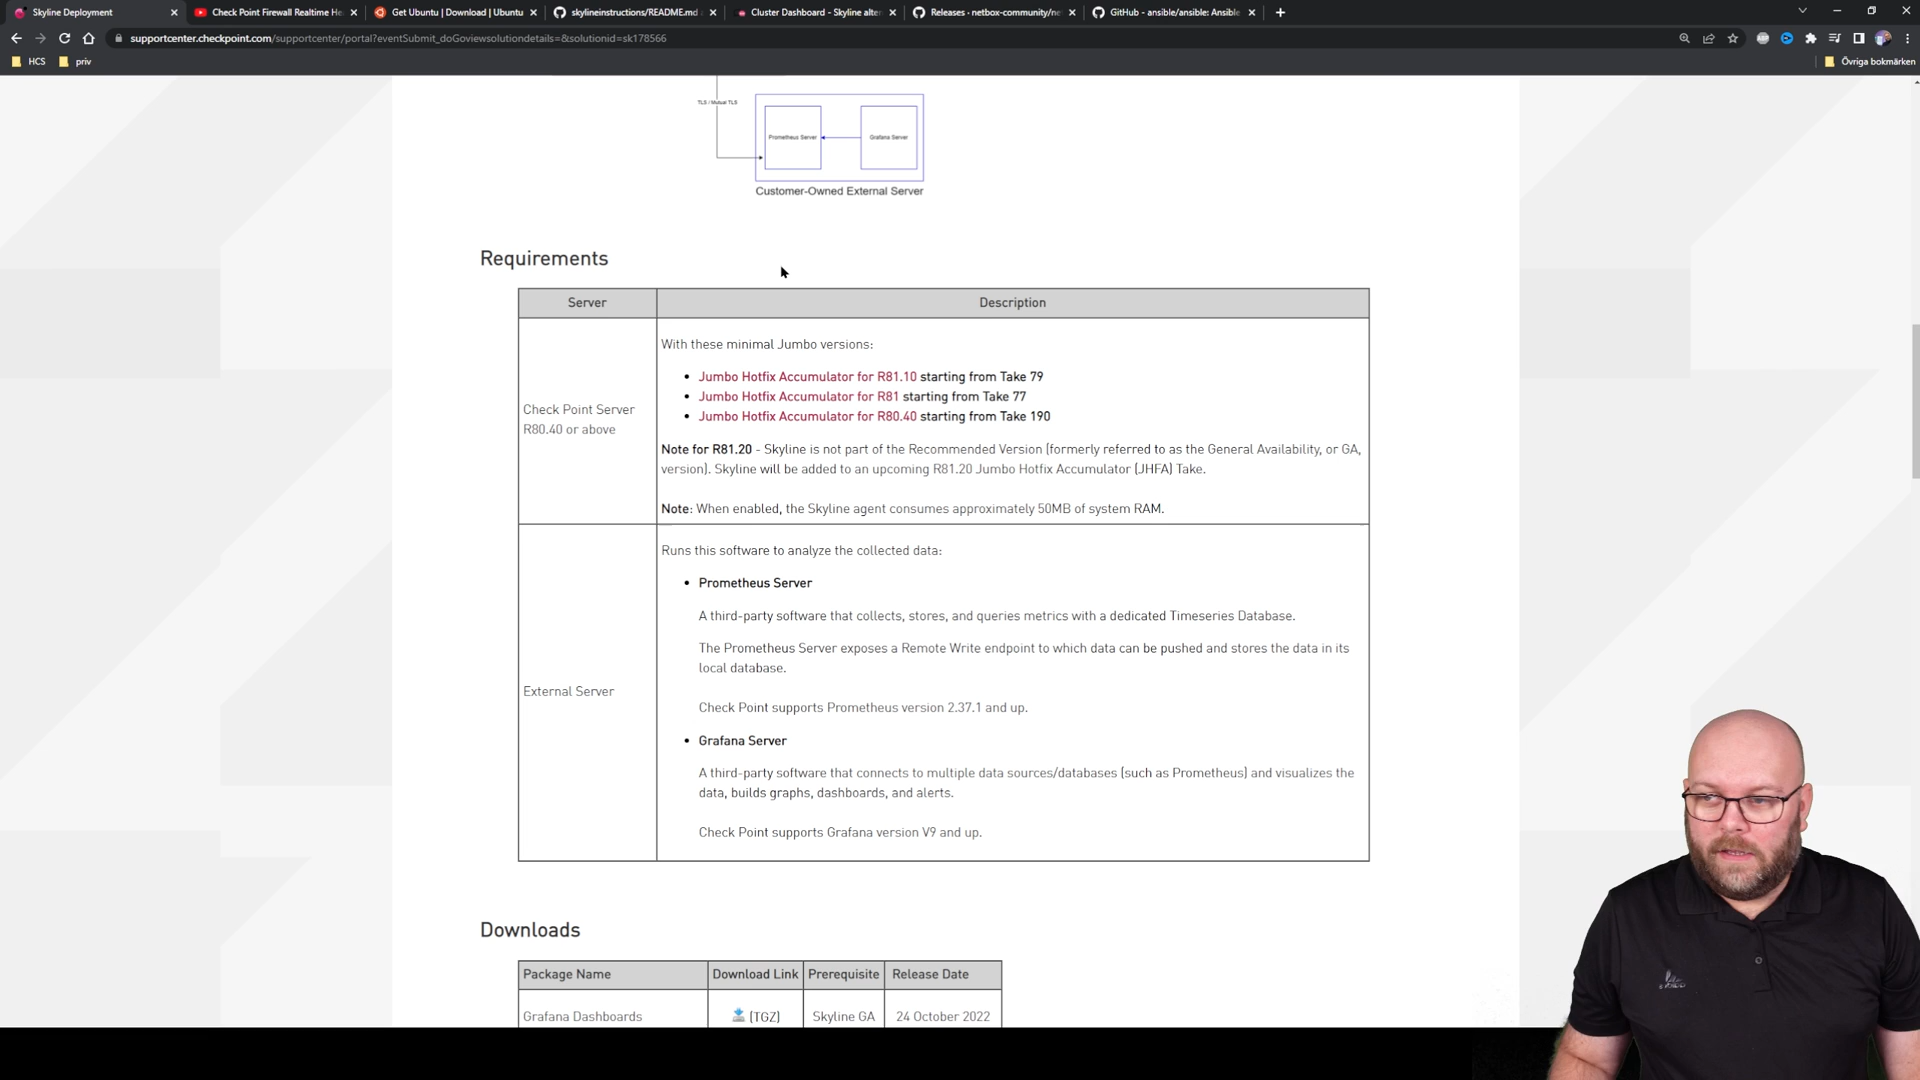 Skyline Deployment
Check Point Firewall Realtime He
Get Ubuntu | Download | Ubuntu
skylineinstructions/README.md
Cluster Dashboard - Skyline alter
Releases · netbox-community/ne
GitHub - ansible/ansible: Ansible
supportcenter.checkpoint.com/supportcenter/portal?eventSubmit_doGoviewsolutiondetails=&solutionid=sk178566
HCS
priv
Övriga bokmärken
TLS / Mutual TLS
Prometheus Server
Grafana Server
Customer-Owned External Server
Requirements
Server
Description
With these minimal Jumbo versions:
• Jumbo Hotfix Accumulator for R81.10 starting from Take 79
• Jumbo Hotfix Accumulator for R81 starting from Take 77
• Jumbo Hotfix Accumulator for R80.40 starting from Take 190
Check Point Server
R80.40 or above
Note for R81.20 - Skyline is not part of the Recommended Version (formerly referred to as the General Availability, or GA,
version). Skyline will be added to an upcoming R81.20 Jumbo Hotfix Accumulator (JHFA) Take.
Note: When enabled, the Skyline agent consumes approximately 50MB of system RAM.
External Server
Runs this software to analyze the collected data:
• Prometheus Server
A third-party software that collects, stores, and queries metrics with a dedicated Timeseries Database.
The Prometheus Server exposes a Remote Write endpoint to which data can be pushed and stores the data in its
local database.
Check Point supports Prometheus version 2.37.1 and up.
• Grafana Server
A third-party software that connects to multiple data sources/databases (such as Prometheus) and visualizes the
data, builds graphs, dashboards, and alerts.
Check Point supports Grafana version V9 and up.
Downloads
Package Name
Download Link
Prerequisite
Release Date
Grafana Dashboards
(TGZ)
Skyline GA
24 October 2022